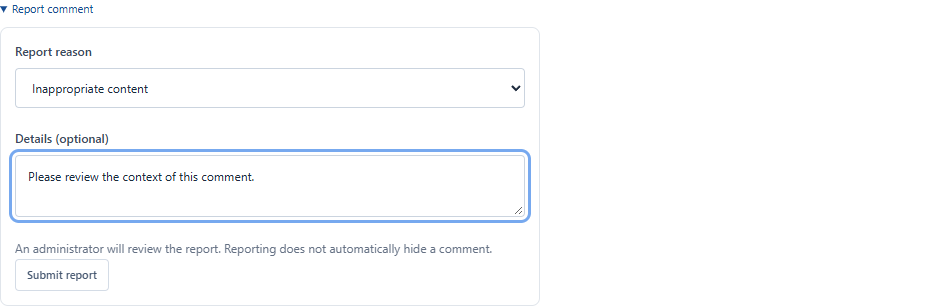 Report comment
Report reason
Inappropriate content
Details (optional)
Please review the context of this comment.
An administrator will review the report. Reporting does not automatically hide a comment.
Submit report